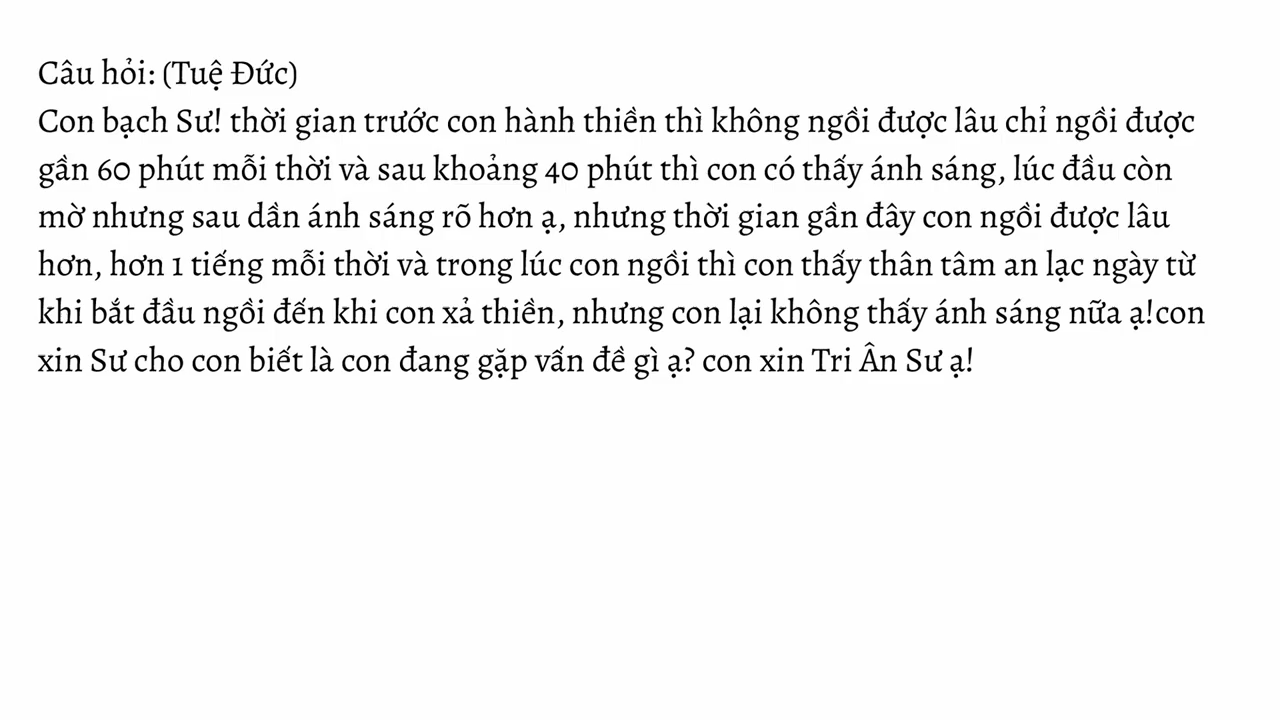 Câu hỏi: (Tuệ Đức)
Con bạch Sư! thời gian trước con hành thiền thì không ngồi được lâu chỉ ngồi được
gần 60 phút mỗi thời và sau khoảng 40 phút thì con có thấy ánh sáng, lúc đầu còn
mờ nhưng sau dần ánh sáng rõ hơn ạ, nhưng thời gian gần đây con ngồi được lâu
hơn, hơn 1 tiếng mỗi thời và trong lúc con ngồi thì con thấy thân tâm an lạc ngày từ
khi bắt đầu ngồi đến khi con xả thiền, nhưng con lại không thấy ánh sáng nữa ạ!con
xin Sư cho con biết là con đang gặp vấn đề gì ạ? con xin Tri Ân Sư ạ!